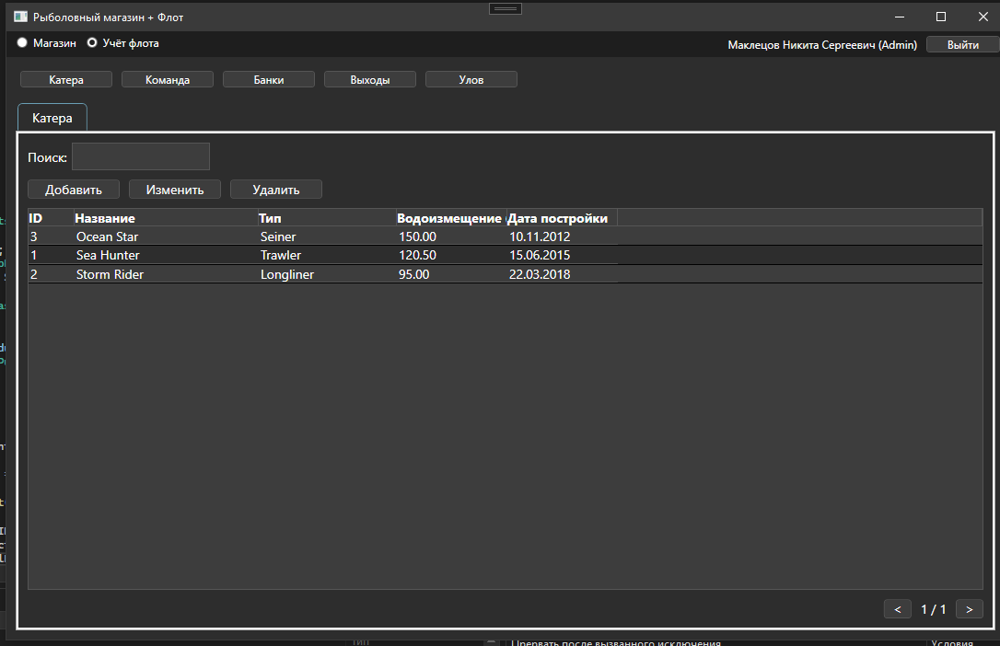 Рыболовный магазин + Флот
Магазин Учёт флота Маклецов Никита Сергеевич (Admin) Выйти
Катера Команда Банки Выходы Улов
Катера
Поиск:
Добавить Изменить Удалить
ID Название Тип Водоизмещение Дата постройки
3 Ocean Star Seiner 150.00 10.11.2012
1 Sea Hunter Trawler 120.50 15.06.2015
2 Storm Rider Longliner 95.00 22.03.2018
< 1 / 1 >
Прервать после вызванного исключения Условия